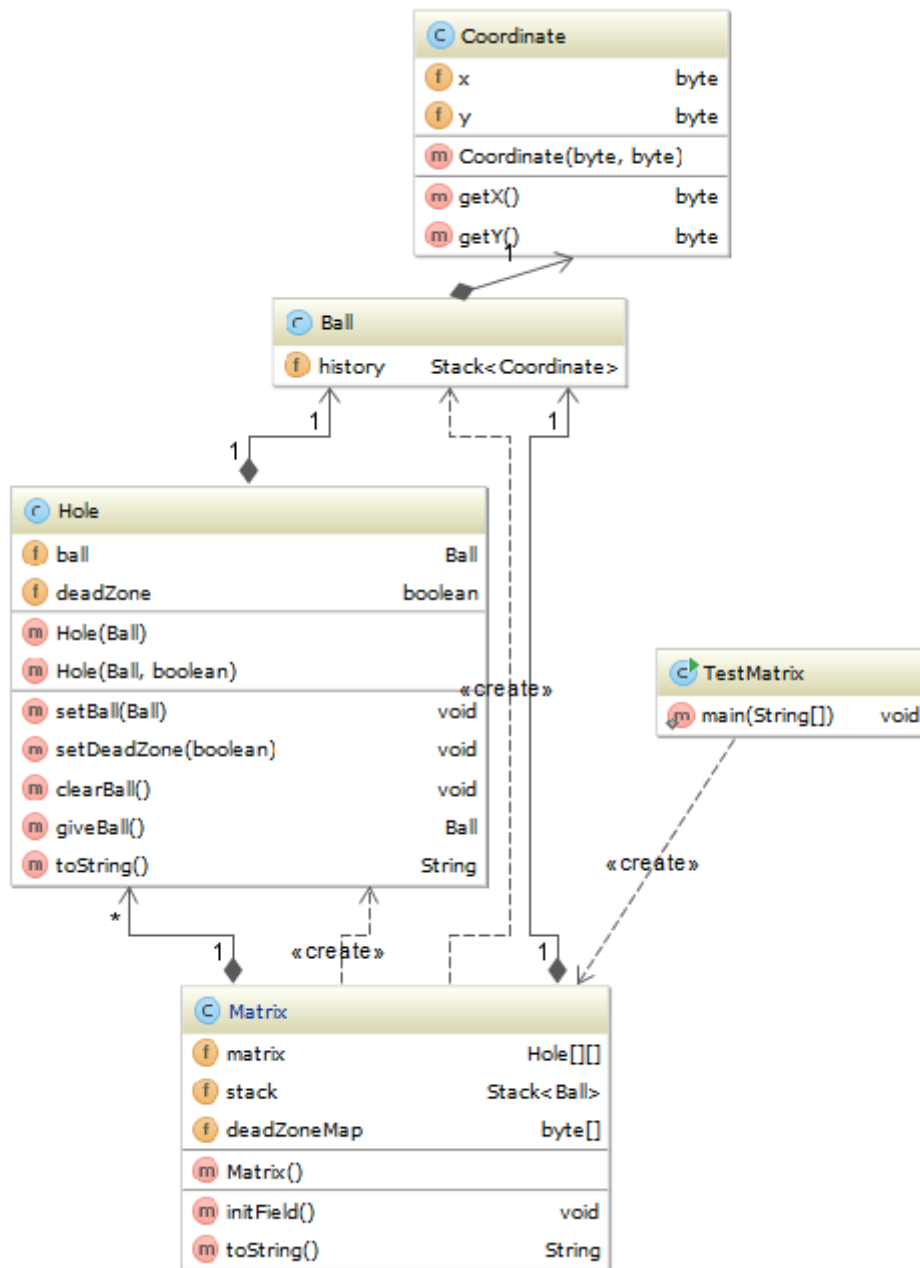 C Coordinate
f x byte
f y byte
m Coordinate(byte, byte)
m getX() byte
m getY() byte
1
C Ball
f history Stack<Coordinate>
1
1
1
C Hole
f ball Ball
f deadZone boolean
m Hole(Ball)
m Hole(Ball, boolean)
m setBall(Ball) void
m setDeadZone(boolean) void
m clearBall() void
m giveBall() Ball
m toString() String
«create»
C TestMatrix
m main(String[]) void
«create»
*
1
«create»
1
C Matrix
f matrix Hole[][]
f stack Stack<Ball>
f deadZoneMap byte[]
m Matrix()
m initField() void
m toString() String